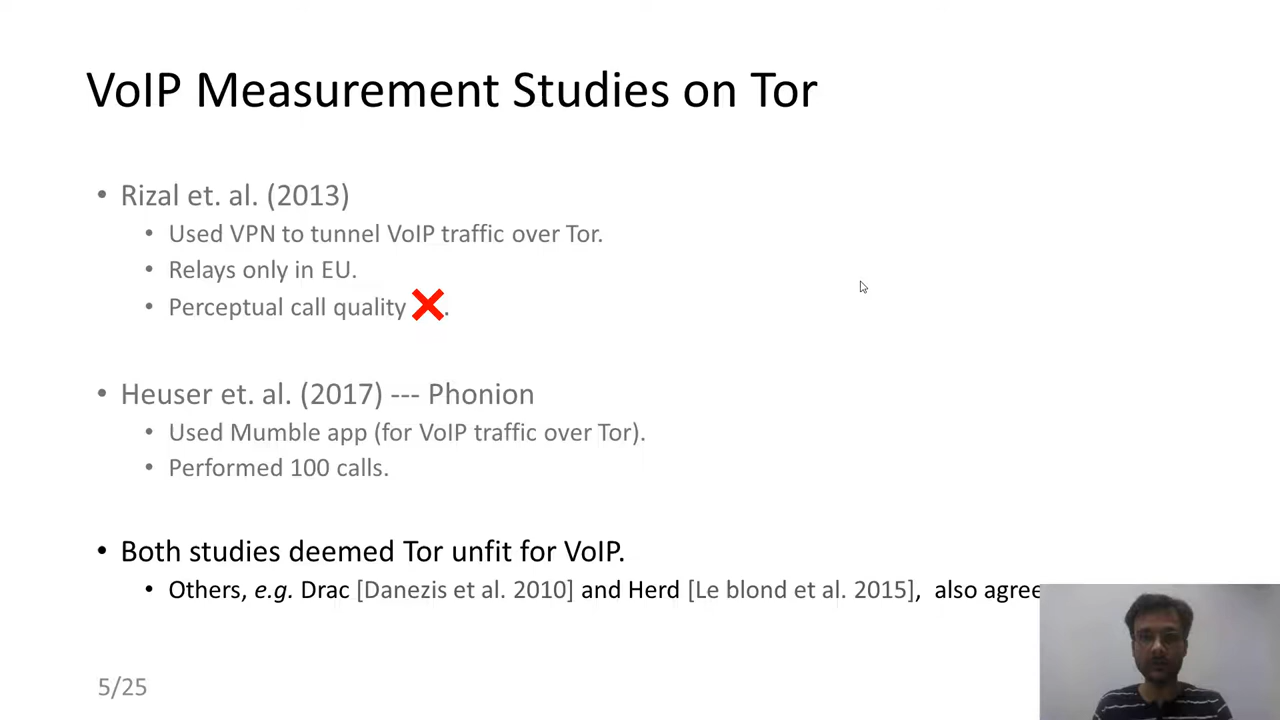 VoIP Measurement Studies on Tor
• Rizal et. al. (2013)
• Used VPN to tunnel VoIP traffic over Tor.
• Relays only in EU.
• Perceptual call quality ❌.
• Heuser et. al. (2017) --- Phonion
• Used Mumble app (for VoIP traffic over Tor).
• Performed 100 calls.
• Both studies deemed Tor unfit for VoIP.
• Others, e.g. Drac [Danezis et al. 2010] and Herd [Le blond et al. 2015], also agree
5/25